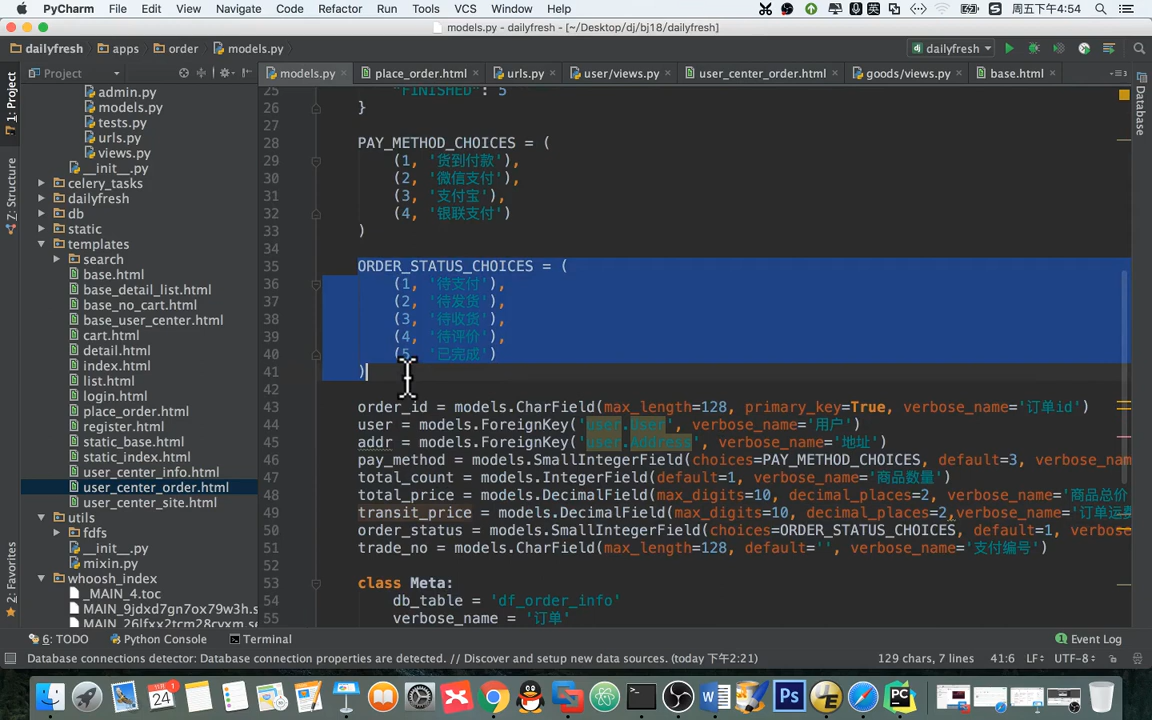 PyCharm File Edit View Navigate Code Refactor Run Tools VCS Window Help 英 周五下午4:54
models.py - dailyfresh - [~/Desktop/dj/bj18/dailyfresh]
dailyfresh apps order models.py dailyfresh
Project models.py place_order.html urls.py user/views.py user_center_order.html goods/views.py base.html
1: Project
Z: Structure
2: Favorites
Database
admin.py
models.py
tests.py
urls.py
views.py
__init__.py
celery_tasks
dailyfresh
db
static
templates
search
base.html
base_detail_list.html
base_no_cart.html
base_user_center.html
cart.html
detail.html
index.html
list.html
login.html
place_order.html
register.html
static_base.html
static_index.html
user_center_info.html
user_center_order.html
user_center_site.html
utils
fdfs
__init__.py
mixin.py
whoosh_index
_MAIN_4.toc
MAIN_9jdxd7gn7ox79w3h.s
25 "FINISHED": 5
26 }
27
28 PAY_METHOD_CHOICES = (
29 (1, '货到付款'),
30 (2, '微信支付'),
31 (3, '支付宝'),
32 (4, '银联支付')
33 )
34
35 ORDER_STATUS_CHOICES = (
36 (1, '待支付'),
37 (2, '待发货'),
38 (3, '待收货'),
39 (4, '待评价'),
40 (5, '已完成')
41 )
42
43 order_id = models.CharField(max_length=128, primary_key=True, verbose_name='订单id')
44 user = models.ForeignKey('user.User', verbose_name='用户')
45 addr = models.ForeignKey('user.Address', verbose_name='地址')
46 pay_method = models.SmallIntegerField(choices=PAY_METHOD_CHOICES, default=3, verbose_nam
47 total_count = models.IntegerField(default=1, verbose_name='商品数量')
48 total_price = models.DecimalField(max_digits=10, decimal_places=2, verbose_name='商品总价
49 transit_price = models.DecimalField(max_digits=10, decimal_places=2,verbose_name='订单运费
50 order_status = models.SmallIntegerField(choices=ORDER_STATUS_CHOICES, default=1, verbose
51 trade_no = models.CharField(max_length=128, default='', verbose_name='支付编号')
52
53 class Meta:
54 db_table = 'df_order_info'
55 verbose_name = '订单'
6: TODO Python Console Terminal 1 Event Log
Database connections detector: Database connection properties are detected. // Discover and setup new data sources. (today 下午2:21) 129 chars, 7 lines 41:6 LF÷ UTF-8÷
24
Ps
PC